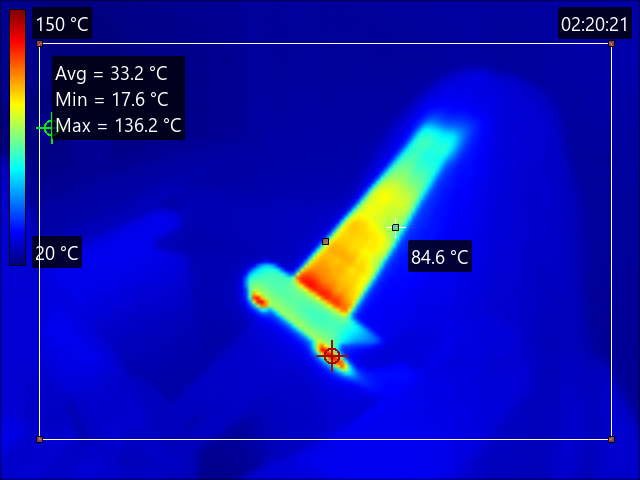 150 °C
02:20:21
Avg = 33.2 °C
Min = 17.6 °C
Max = 136.2 °C
20 °C
84.6 °C